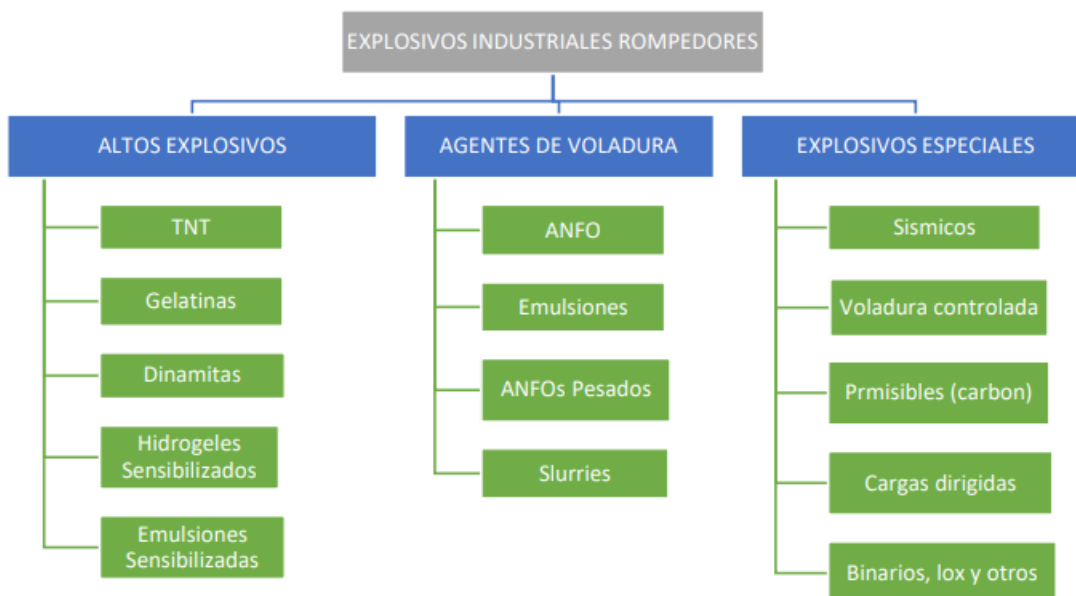 EXPLOSIVOS INDUSTRIALES ROMPEDORES
ALTOS EXPLOSIVOS
TNT
Gelatinas
Dinamitas
Hidrogeles
Sensibilizados
Emulsiones
Sensibilizadas
AGENTES DE VOLADURA
ANFO
Emulsiones
ANFOs Pesados
Slurries
EXPLOSIVOS ESPECIALES
Sismicos
Voladura controlada
Prmisibles (carbon)
Cargas dirigidas
Binarios, lox y otros